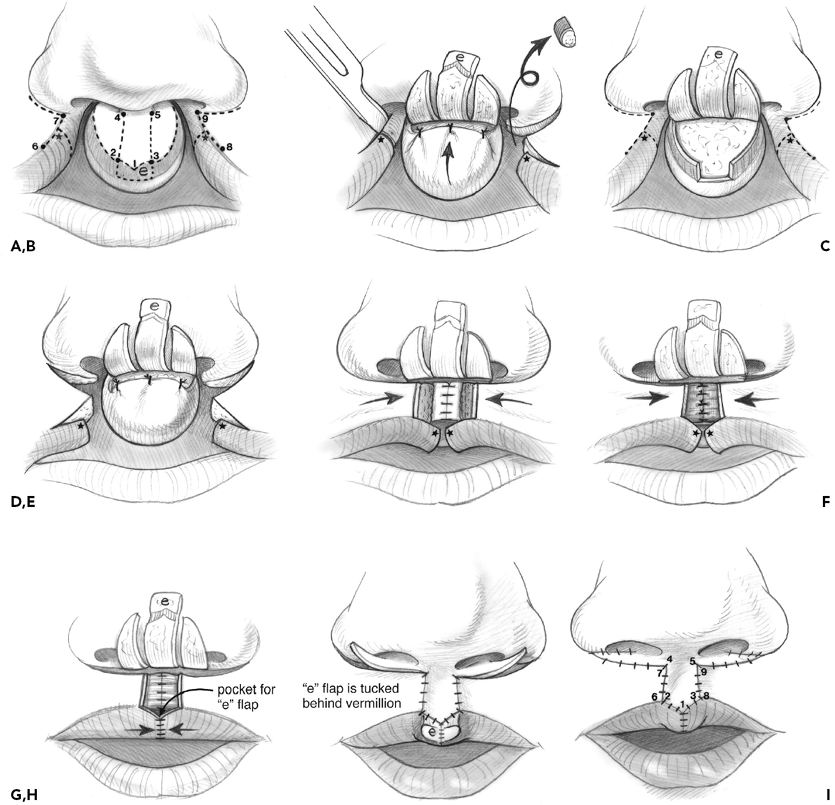 e
4
5
7
9
6
2
1
3
e
8
A,B
C
e
D,E
F
e
pocket for
"e" flap
"e" flap is tucked
behind vermillion
e
4
5
7
9
6
2
1
3
8
G,H
I